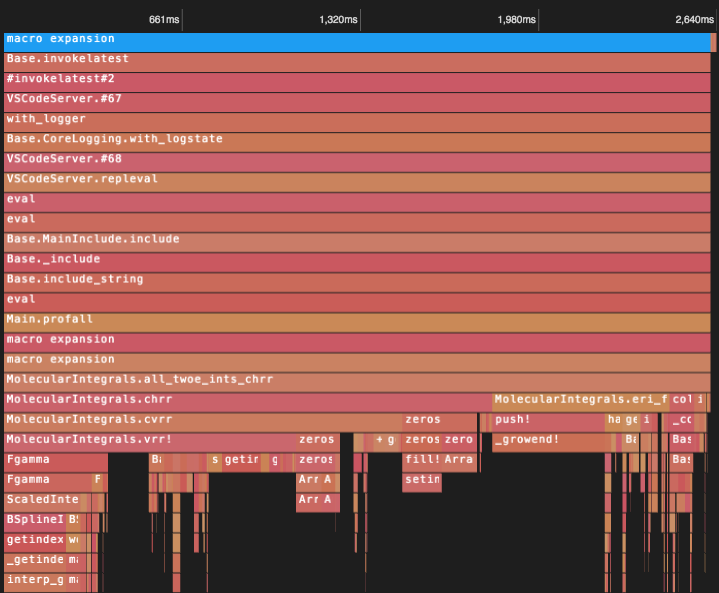 661ms 1,320ms 1,980ms 2,640ms
macro expansion
Base.invokelatest
#invokelatest#2
VSCodeServer.#67
with_logger
Base.CoreLogging.with_logstate
VSCodeServer.#68
VSCodeServer.repleval
eval
eval
Base.MainInclude.include
Base._include
Base.include_string
eval
Main.profall
macro expansion
macro expansion
MolecularIntegrals.all_twoe_ints_chrr
MolecularIntegrals.chrr MolecularIntegrals.eri_f col i
MolecularIntegrals.cvrr zeros push! ha ge i _cc
MolecularIntegrals.vrr! zeros + g zeros zero _growend! Ba Bas
Fgamma Ba s getin g zeros fill! Arra Bas
Fgamma F Arr A setin
ScaledInte Arr A
BSplineI BS
getindex we
_getinde ma
interp_g ma